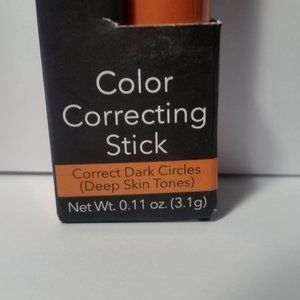 Color
Correcting
Stick
Correct Dark Circles
(Deep Skin Tones)
Net Wt. 0.11 oz. (3.1g)